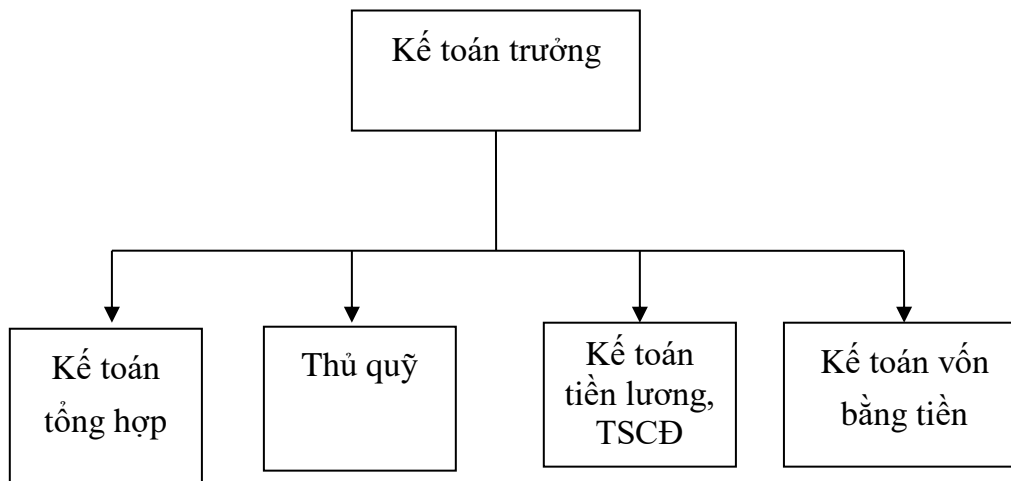 Kế toán trưởng
Kế toán
tổng hợp
Thủ quỹ
Kế toán
tiền lương,
TSCĐ
Kế toán vốn
bằng tiền